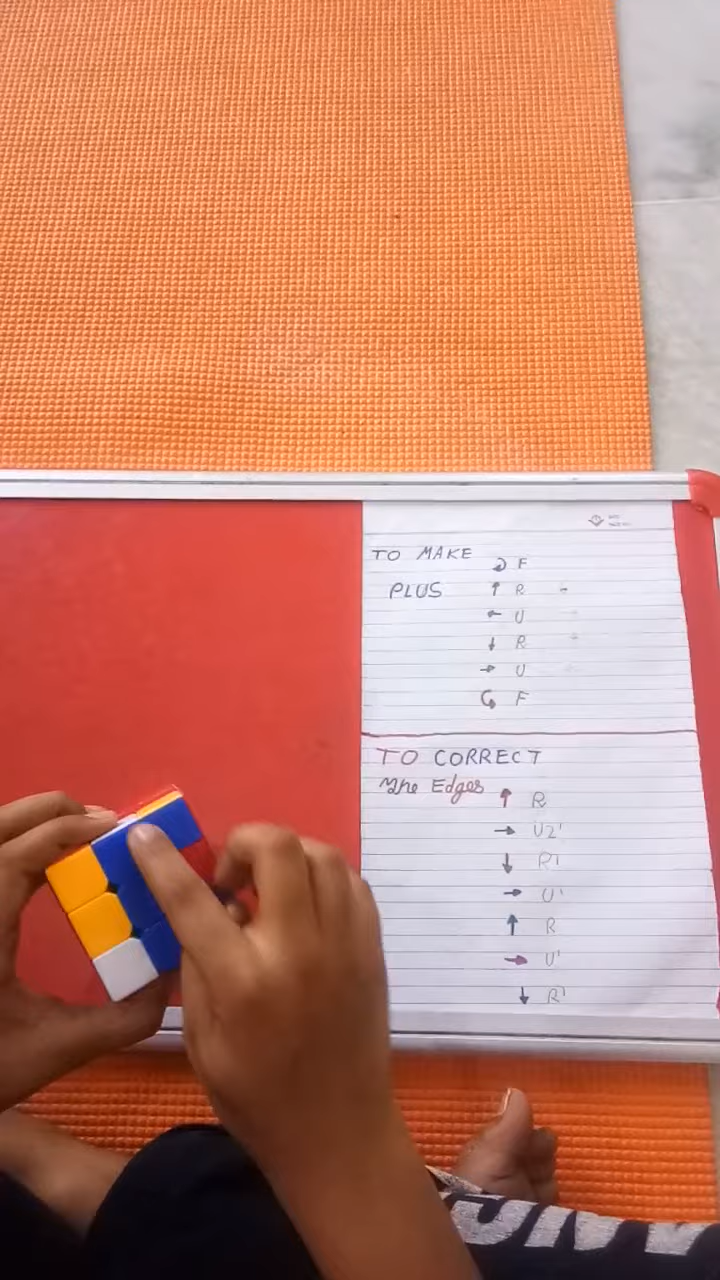 TO MAKE
PLUS
F
↑ R
← U
↓ R
→ U
F
TO CORRECT
The Edges
↑ R
→ U2'
↓ R'
→ U'
↑ R
→ U'
↓ R'